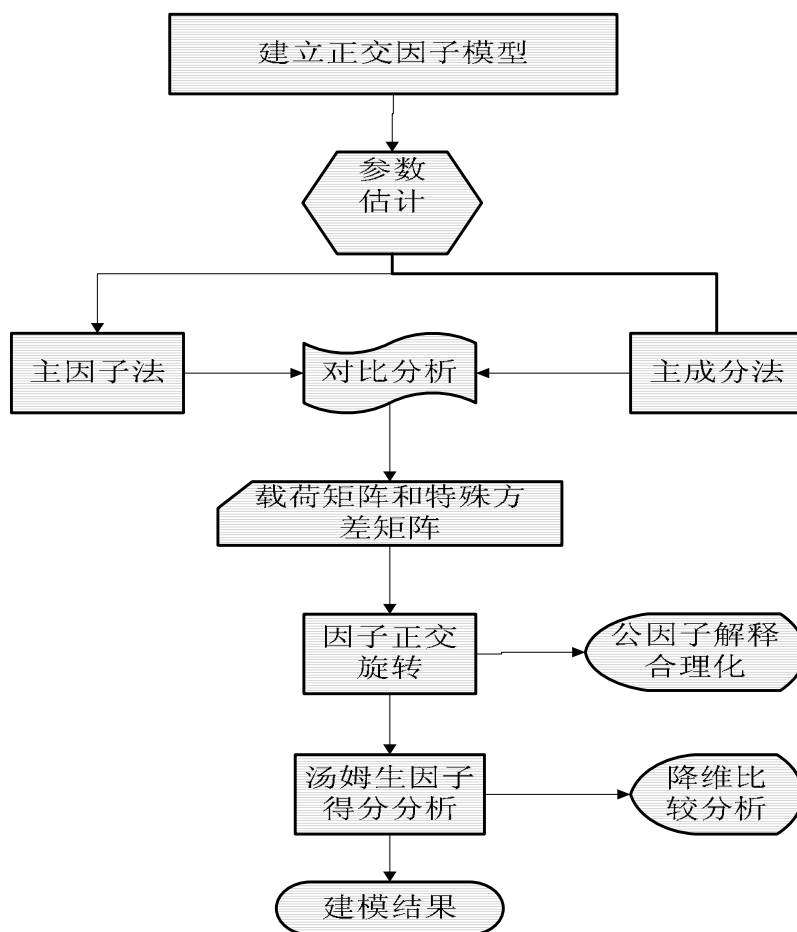 建立正交因子模型
参数
估计
主因子法
对比分析
主成分法
载荷矩阵和特殊方
差矩阵
因子正交
旋转
公因子解释
合理化
汤姆生因子
得分分析
降维比
较分析
建模结果